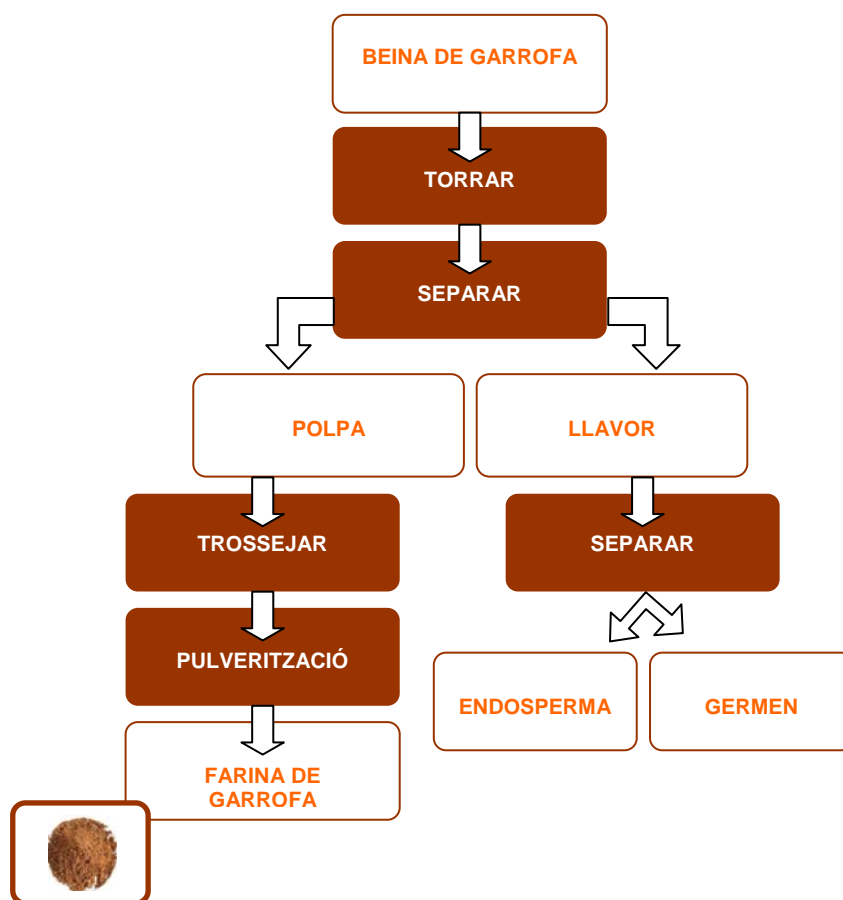 BEINA DE GARROFA
TORRAR
SEPARAR
POLPA
LLAVOR
TROSSEJAR
SEPARAR
PULVERITZACIÓ
ENDOSPERMA
GERMEN
FARINA DE
GARROFA